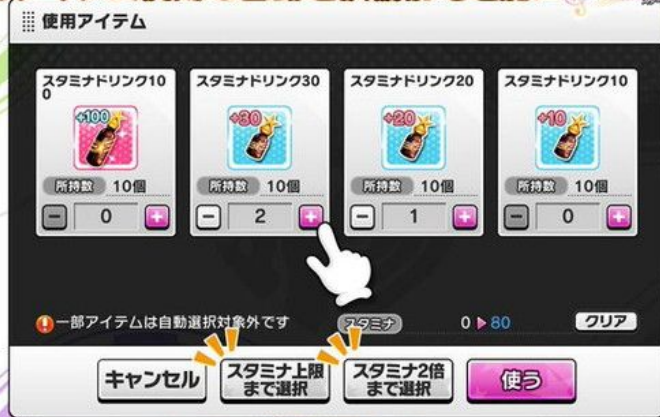 使用アイテム
スタミナドリンク10
0
スタミナドリンク30
スタミナドリンク20
スタミナドリンク10
+100
+30
+20
+10
所持数 10個
所持数 10個
所持数 10個
所持数 10個
- 0 +
- 2 +
- 1 +
- 0 +
一部アイテムは自動選択対象外です
スタミナ 0 ▶ 80
クリア
キャンセル
スタミナ上限
まで選択
スタミナ2倍
まで選択
使う